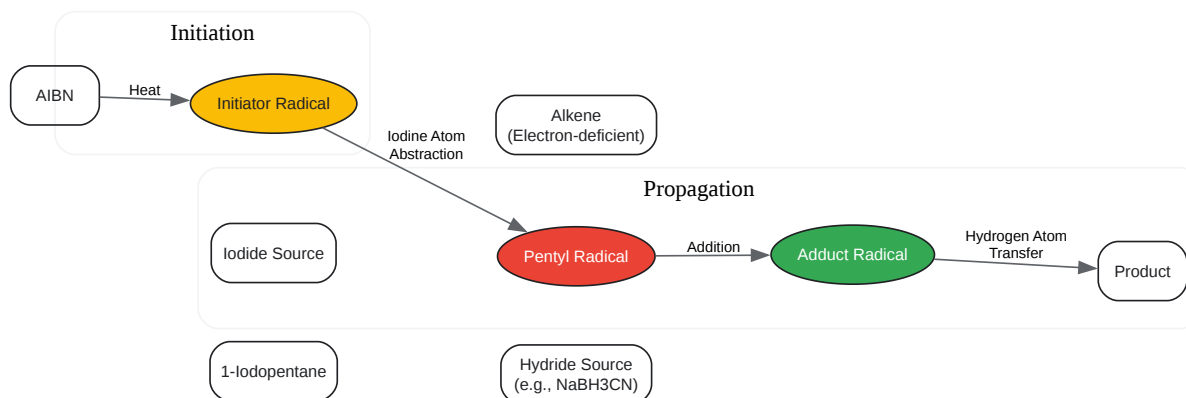 Initiation
AIBN
Heat
Initiator Radical
Iodine Atom
Abstraction
Alkene
(Electron-deficient)
Propagation
Iodide Source
Pentyl Radical
Addition
Adduct Radical
Hydrogen Atom
Transfer
Product
1-Iodopentane
Hydride Source
(e.g., NaBH3CN)